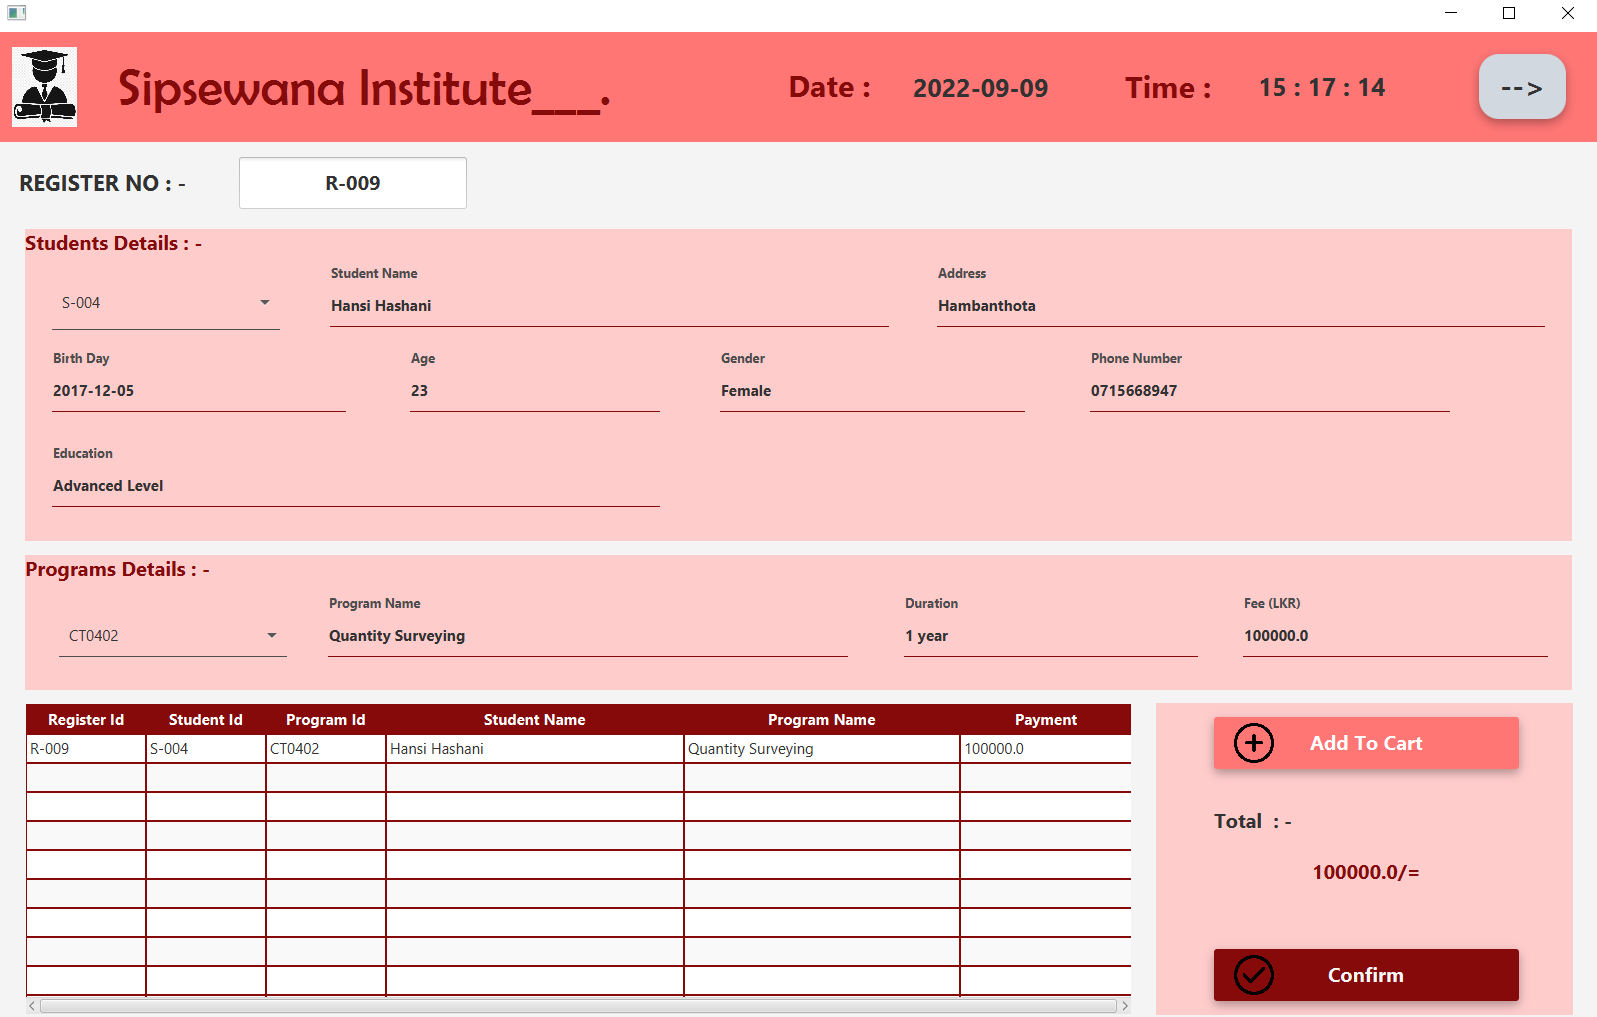 Sipsewana Institute___.
Date :
2022-09-09
Time :
15 : 17 : 14
-->
REGISTER NO : -
R-009
Students Details : -
Student Name
Address
S-004
Hansi Hashani
Hambanthota
Birth Day
Age
Gender
Phone Number
2017-12-05
23
Female
0715668947
Education
Advanced Level
Programs Details : -
Program Name
Duration
Fee (LKR)
CT0402
Quantity Surveying
1 year
100000.0
Register Id Student Id Program Id Student Name Program Name Payment
R-009 S-004 CT0402 Hansi Hashani Quantity Surveying 100000.0
Add To Cart
Total : -
100000.0/=
Confirm